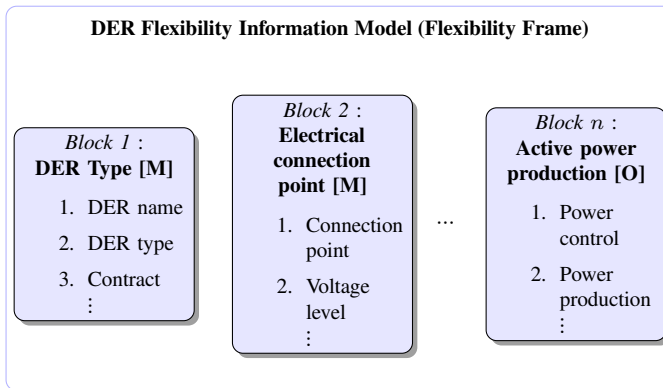 DER Flexibility Information Model (Flexibility Frame)
Block 1 :
DER Type [M]
1. DER name
2. DER type
3. Contract
⋮
Block 2 :
Electrical
connection
point [M]
1. Connection
point
2. Voltage
level
⋮
...
Block n :
Active power
production [O]
1. Power
control
2. Power
production
⋮